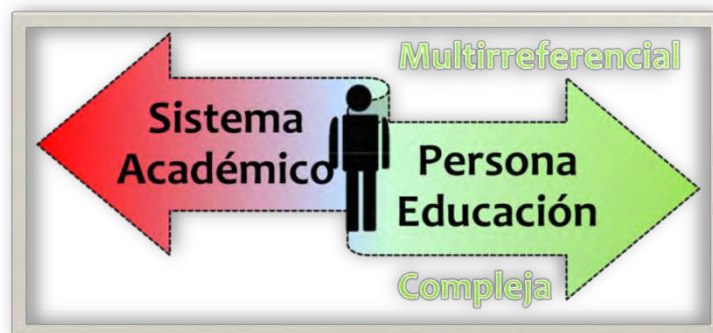 Multirreferencial
Sistema
Académico
Persona
Educación
Compleja